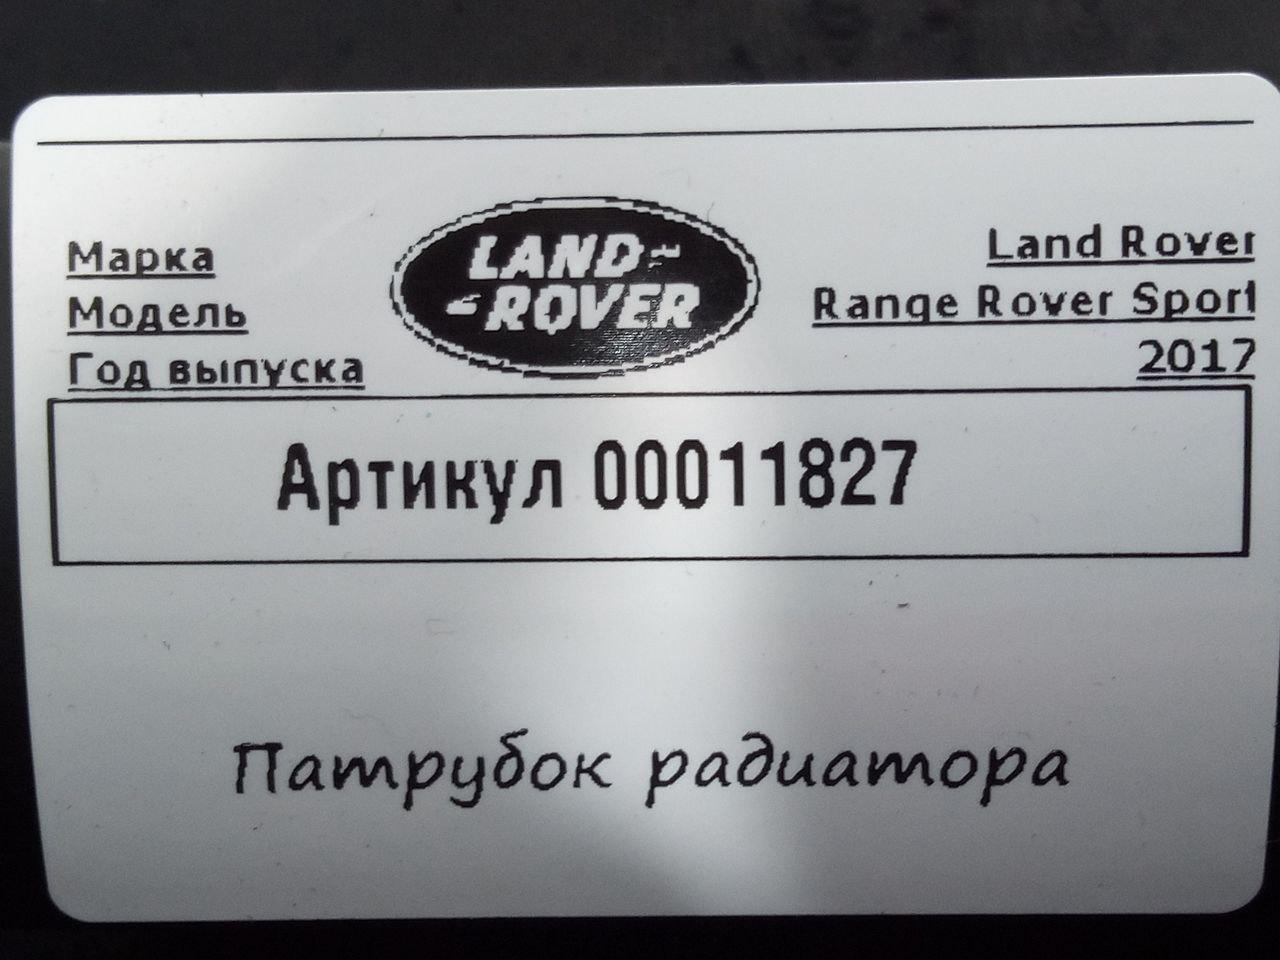 Марка
Модель
Год выпуска
LAND
ROVER
Land Rover
Range Rover Sport
2017
Артикул 00011827
Патрубок радиатора